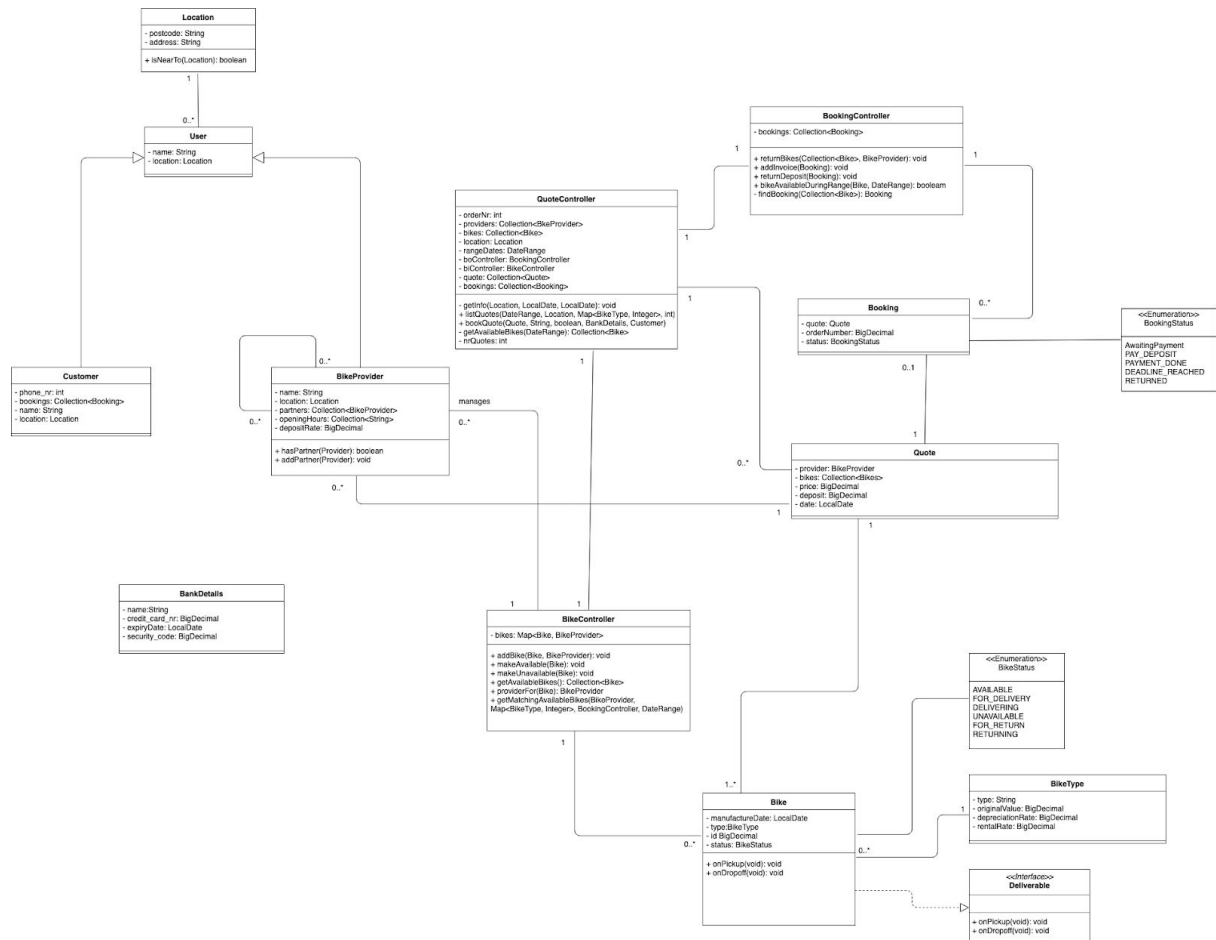 Location
- postcode: String
- address: String
+ isNearTo(Location): boolean
1
0..*
User
- name: String
- location: Location
BookingController
- bookings: Collection<Booking>
+ returnBikes(Collection<Bike>, BikeProvider): void
+ addInvoice(Booking): void
+ returnDeposit(Booking): void
+ bikeAvailableDuringRange(Bike, DateRange): booleam
- findBooking(Collection<Bike>): Booking
1
1
QuoteController
- orderNr: int
- providers: Collection<BkeProvider>
- bikes: Collection<Bike>
- location: Location
- rangeDates: DateRange
- boController: BookingController
- biController: BikeController
- quote: Collection<Quote>
- bookings: Collection<Booking>
- getInfo(Location, LocalDate, LocalDate): void
+ listQuotes(DateRange, Location, Map<BikeType, Integer>, int)
+ bookQuote(Quote, String, boolean, BankDetails, Customer)
- getAvailableBikes(DateRange): Collection<Bike>
- nrQuotes: int
1
1
1
Booking
- quote: Quote
- orderNumber: BigDecimal
- status: BookingStatus
0..*
0..1
<<Enumeration>>
BookingStatus
AwaitingPayment
PAY_DEPOSIT
PAYMENT_DONE
DEADLINE_REACHED
RETURNED
Customer
- phone_nr: int
- bookings: Collection<Booking>
- name: String
- location: Location
0..*
0..*
BikeProvider
- name: String
- location: Location
- partners: Collection<BikeProvider>
- openingHours: Collection<String>
- depositRate: BigDecimal
+ hasPartner(Provider): boolean
+ addPartner(Provider): void
manages
0..*
0..*
1
Quote
- provider: BikeProvider
- bikes: Collection<Bikes>
- price: BigDecimal
- deposit: BigDecimal
- date: LocalDate
0..*
1
1
BankDetails
- name:String
- credit_card_nr: BigDecimal
- expiryDate: LocalDate
- security_code: BigDecimal
1
1
BikeController
- bikes: Map<Bike, BikeProvider>
+ addBike(Bike, BikeProvider): void
+ makeAvailable(Bike): void
+ makeUnavailable(Bike): void
+ getAvailableBikes(): Collection<Bike>
+ providerFor(Bike): BikeProvider
+ getMatchingAvailableBikes(BikeProvider,
Map<BikeType, Integer>, BookingController, DateRange)
1
<<Enumeration>>
BikeStatus
AVAILABLE
FOR_DELIVERY
DELIVERING
UNAVAILABLE
FOR_RETURN
RETURNING
1..*
0..*
Bike
- manufactureDate: LocalDate
- type:BikeType
- id BigDecimal
- status: BikeStatus
+ onPickup(void): void
+ onDropoff(void): void
0..*
1
BikeType
- type: String
- originalValue: BigDecimal
- depreciationRate: BigDecimal
- rentalRate: BigDecimal
<<Interface>>
Deliverable
+ onPickup(void): void
+ onDropoff(void): void